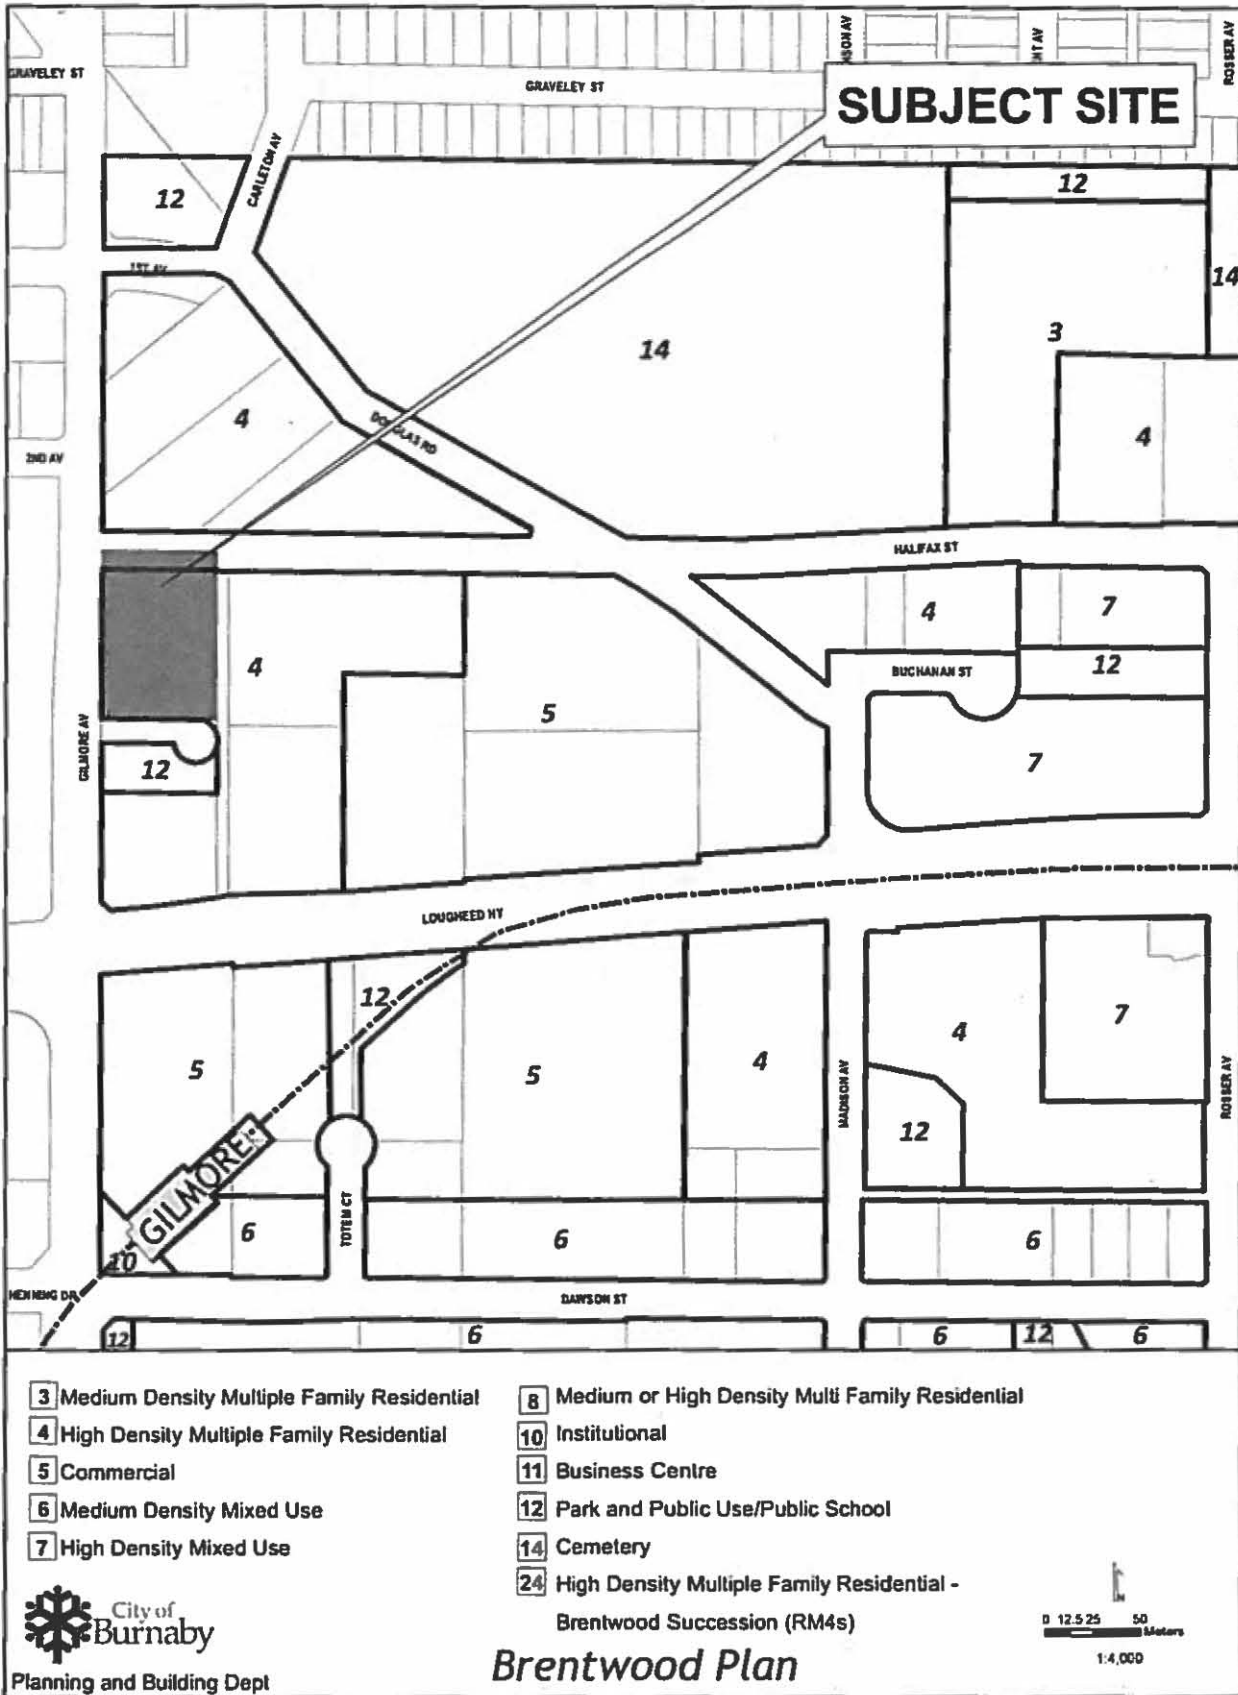 GRAVELEY ST
GRAVELEY ST
ROSSER AV
SUBJECT SITE
CARLETON AV
12
12
1ST AV
14
14
3
4
4
DOUGLAS RD
2ND AV
HALIFAX ST
4
7
4
BUCHANAN ST
12
5
GILMORE AV
12
7
LOUGHEED HY
12
5
5
4
4
7
MADISON AV
ROSSER AV
12
GILMORE
TOTEM CT
6
6
6
10
HENNING DR
DAWSON ST
12
6
6
12
6
3 Medium Density Multiple Family Residential
4 High Density Multiple Family Residential
5 Commercial
6 Medium Density Mixed Use
7 High Density Mixed Use
8 Medium or High Density Multi Family Residential
10 Institutional
11 Business Centre
12 Park and Public Use/Public School
14 Cemetery
24 High Density Multiple Family Residential -
Brentwood Succession (RM4s)
City of
Burnaby
Planning and Building Dept
Brentwood Plan
N
0 12.5 25 50
Meters
1:4,000